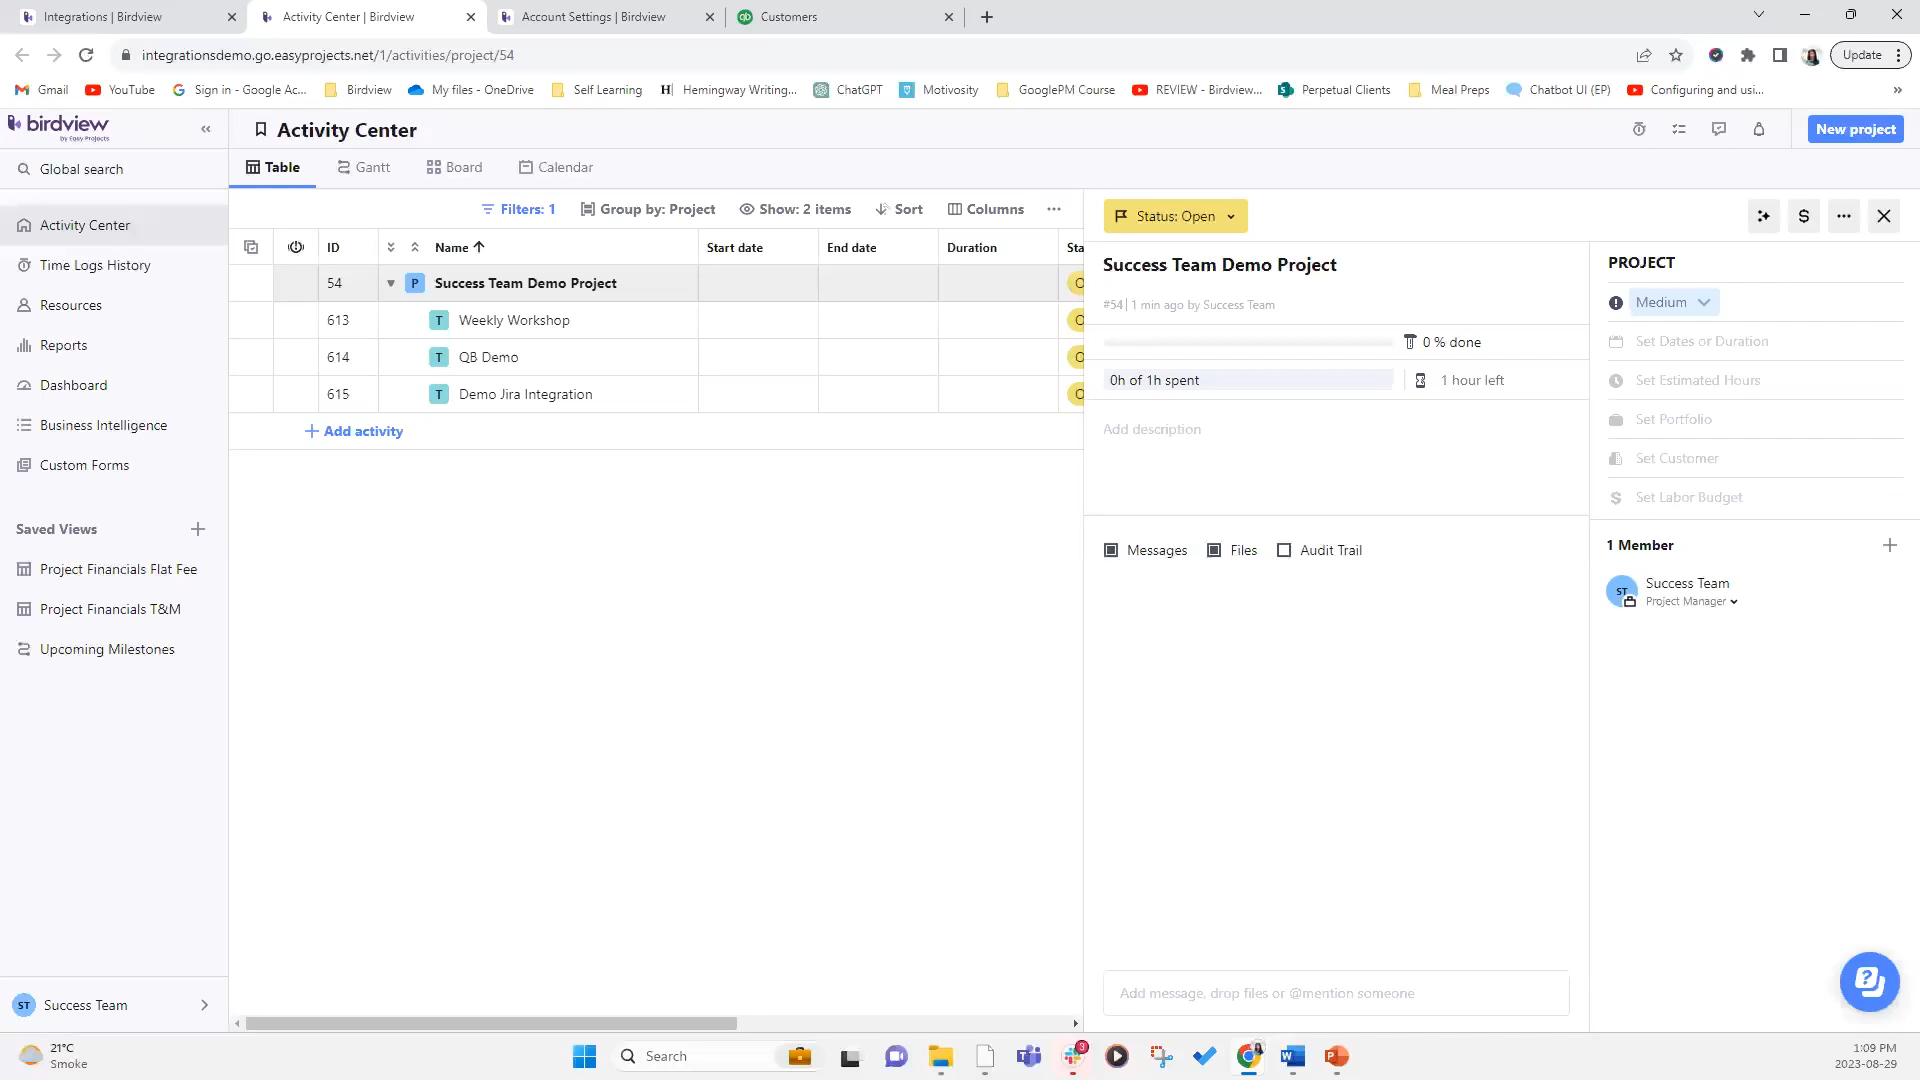 Integrations | Birdview
Activity Center | Birdview
Account Settings | Birdview
Customers
integrationsdemo.go.easyprojects.net/1/activities/project/54
Update
Gmail
YouTube
Sign in - Google Ac...
Birdview
My files - OneDrive
Self Learning
Hemingway Writing...
ChatGPT
Motivosity
GooglePM Course
REVIEW - Birdview...
Perpetual Clients
Meal Preps
Chatbot UI (EP)
Configuring and usi...
birdview
by Easy Projects
Activity Center
New project
Global search
Table
Gantt
Board
Calendar
Activity Center
Time Logs History
Resources
Reports
Dashboard
Business Intelligence
Custom Forms
Saved Views
Project Financials Flat Fee
Project Financials T&M
Upcoming Milestones
ST Success Team
Filters: 1
Group by: Project
Show: 2 items
Sort
Columns
ID
Name
Start date
End date
Duration
Sta
54 P Success Team Demo Project O
613 T Weekly Workshop O
614 T QB Demo O
615 T Demo Jira Integration O
Add activity
Status: Open
Success Team Demo Project
#54 | 1 min ago by Success Team
0 % done
0h of 1h spent
1 hour left
Add description
Messages
Files
Audit Trail
Add message, drop files or @mention someone
PROJECT
Medium
Set Dates or Duration
Set Estimated Hours
Set Portfolio
Set Customer
$ Set Labor Budget
1 Member
ST Success Team
Project Manager
21°C
Smoke
Search
3
1:09 PM
2023-08-29